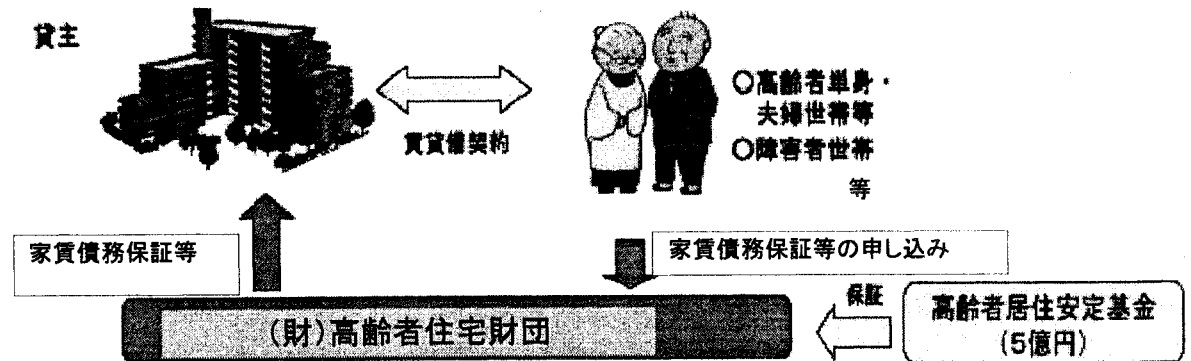 貸主
賃貸借契約
○高齢者単身・
夫婦世帯等
○障害者世帯
等
家賃債務保証等
家賃債務保証等の申し込み
(財)高齢者住宅財団
保証
高齢者居住安定基金
(5億円)